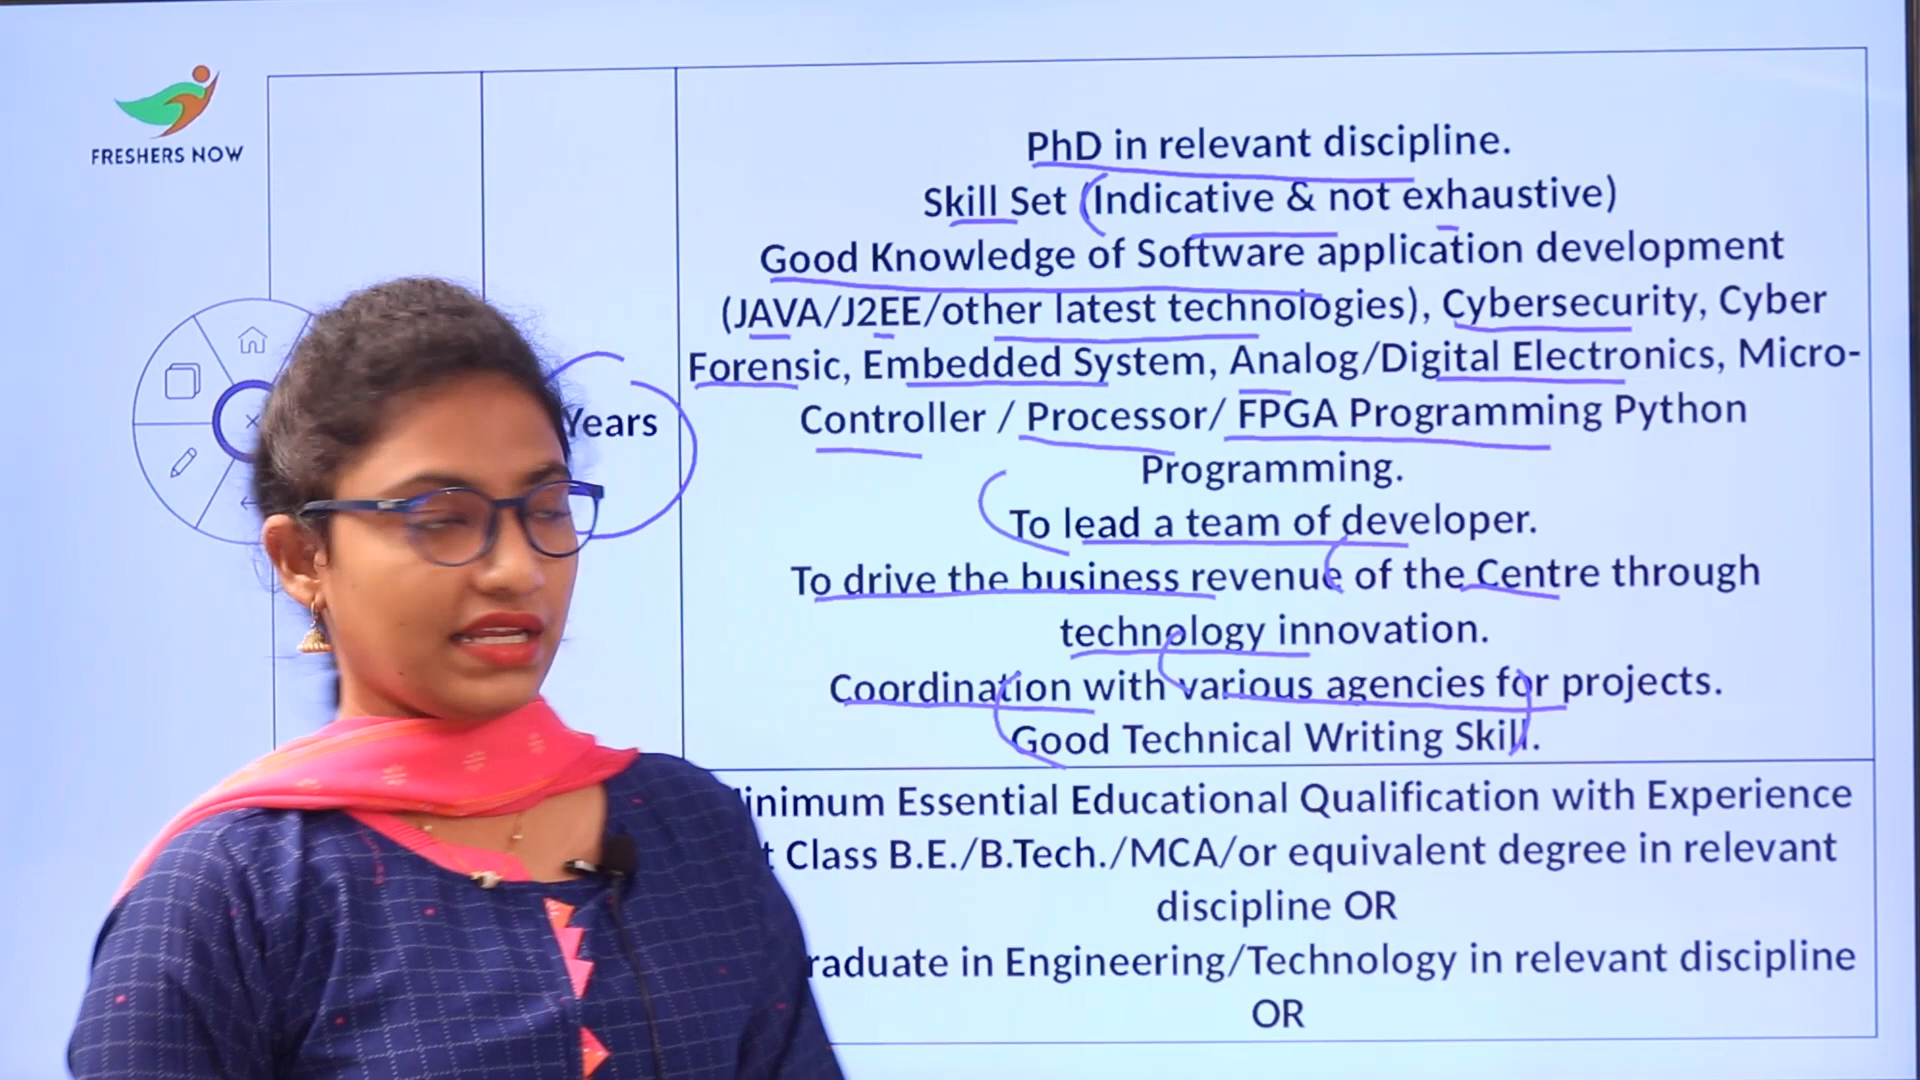 FRESHERS NOW
Years
PhD in relevant discipline.
Skill Set (Indicative & not exhaustive)
Good Knowledge of Software application development
(JAVA/J2EE/other latest technologies), Cybersecurity, Cyber
Forensic, Embedded System, Analog/Digital Electronics, Micro-
Controller / Processor/ FPGA Programming Python
Programming.
To lead a team of developer.
To drive the business revenue of the Centre through
technology innovation.
Coordination with various agencies for projects.
Good Technical Writing Skill.
Essential Educational Qualification with Experience
Class B.E./B.Tech./MCA/or equivalent degree in relevant
discipline OR
in Engineering/Technology in relevant discipline
OR